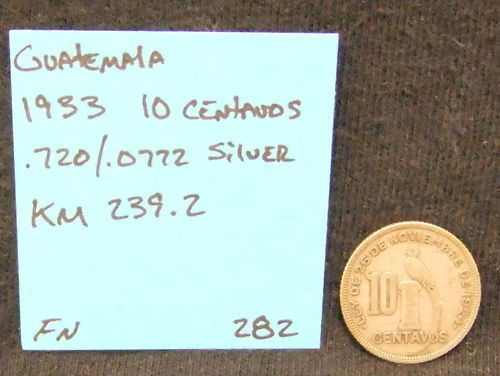 Guatemala
1933 10 Centavos
.720/.0772 Silver
KM 239.2
FN 282
LEY DE 26 DE NOVIEMBRE DE 1924
10
CENTAVOS